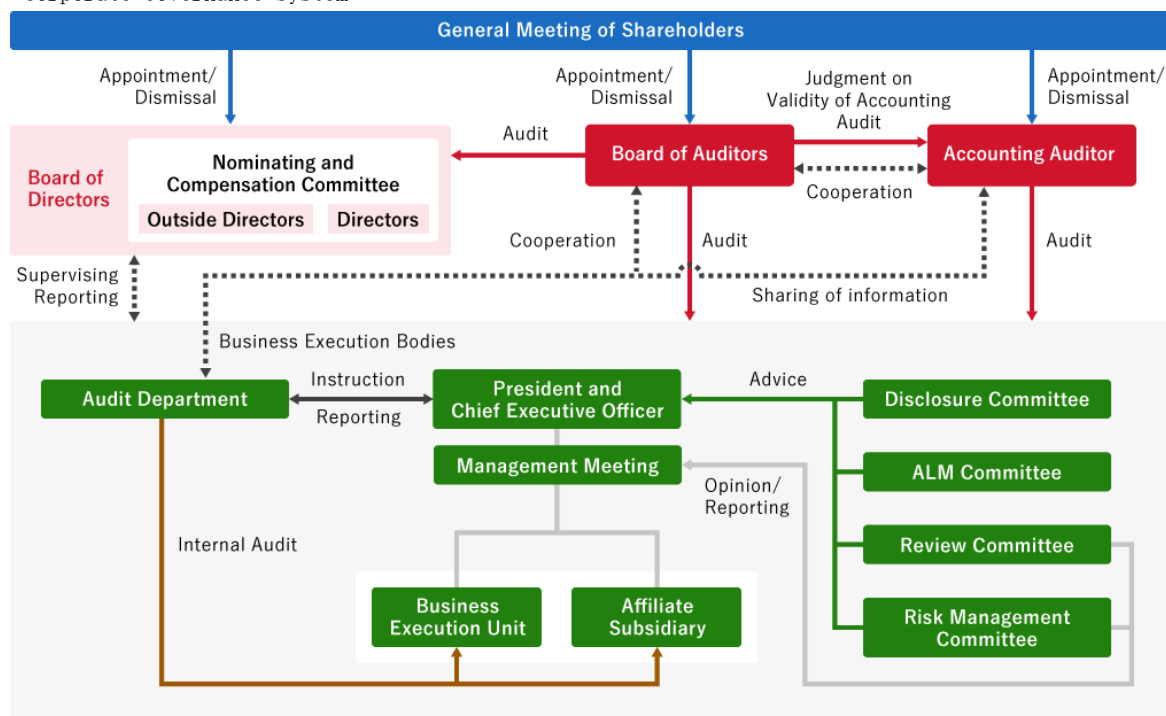 Corporate Governance System
General Meeting of Shareholders
Appointment/
Dismissal
Appointment/
Dismissal
Judgment on
Validity of Accounting
Audit
Appointment/
Dismissal
Board of
Directors
Nominating and
Compensation Committee
Outside Directors
Directors
Audit
Board of Auditors
Accounting Auditor
Cooperation
Supervising
Reporting
Cooperation
Audit
Audit
Sharing of information
Business Execution Bodies
Audit Department
Instruction
Reporting
President and
Chief Executive Officer
Advice
Disclosure Committee
Management Meeting
Opinion/
Reporting
ALM Committee
Internal Audit
Review Committee
Business
Execution Unit
Affiliate
Subsidiary
Risk Management
Committee